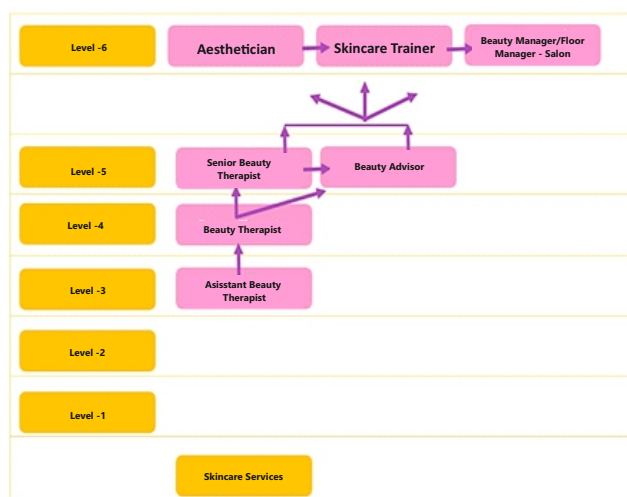 Level -6
Aesthetician
Skincare Trainer
Beauty Manager/Floor
Manager - Salon
Level -5
Senior Beauty
Therapist
Beauty Advisor
Level -4
Beauty Therapist
Level -3
Asisstant Beauty
Therapist
Level -2
Level -1
Skincare Services